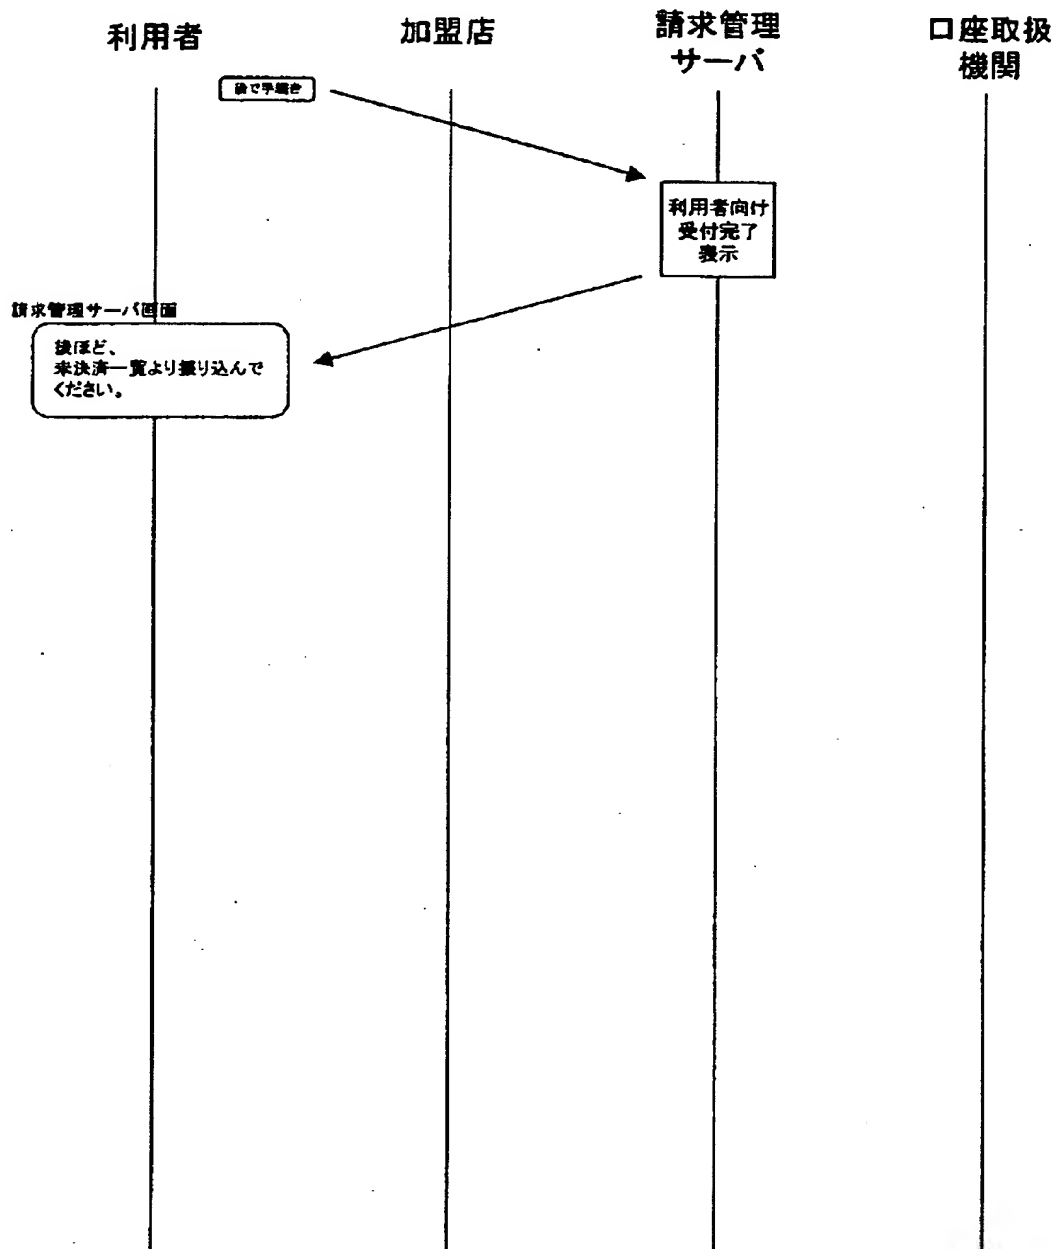 利用者
加盟店
請求管理
サーバ
口座取扱
機関
後で手続き
利用者向け
受付完了
表示
請求管理サーバ画面
後ほど、
未決済一覧より振り込んで
ください。